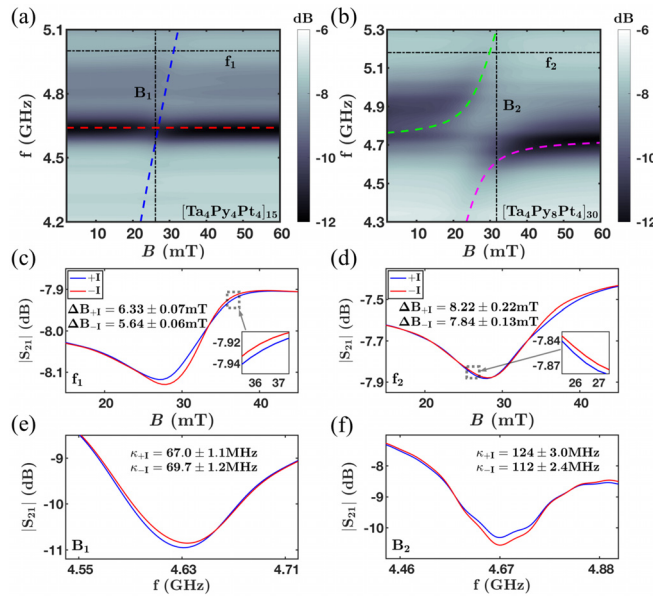 (a)
dB
(b)
dB
5.1
4.8
4.5
4.2
f (GHz)
f₁
B₁
[Ta₄Py₄Pt₄]₁₅
10 20 30 40 50 60
B (mT)
-6
-8
-10
-12
5.3
5.1
4.9
4.7
4.5
4.3
f (GHz)
f₂
B₂
[Ta₄Py₈Pt₄]₃₀
10 20 30 40 50 60
B (mT)
-6
-8
-10
-12
(c)
+I
-I
ΔB₊I = 6.33 ± 0.07mT
ΔB₋I = 5.64 ± 0.06mT
-7.9
-8.0
-8.1
|S₂₁| (dB)
-7.92
-7.94
36 37
f₁
20 30 40
B (mT)
(d)
+I
-I
ΔB₊I = 8.22 ± 0.22mT
ΔB₋I = 7.84 ± 0.13mT
-7.5
-7.7
-7.9
|S₂₁| (dB)
-7.84
-7.87
26 27
f₂
20 30 40
B (mT)
(e)
κ₊I = 67.0 ± 1.1MHz
κ₋I = 69.7 ± 1.2MHz
-9
-10
-11
|S₂₁| (dB)
B₁
4.55 4.63 4.71
f (GHz)
(f)
κ₊I = 124 ± 3.0MHz
κ₋I = 112 ± 2.4MHz
-8
-9
-10
|S₂₁| (dB)
B₂
4.46 4.67 4.88
f (GHz)